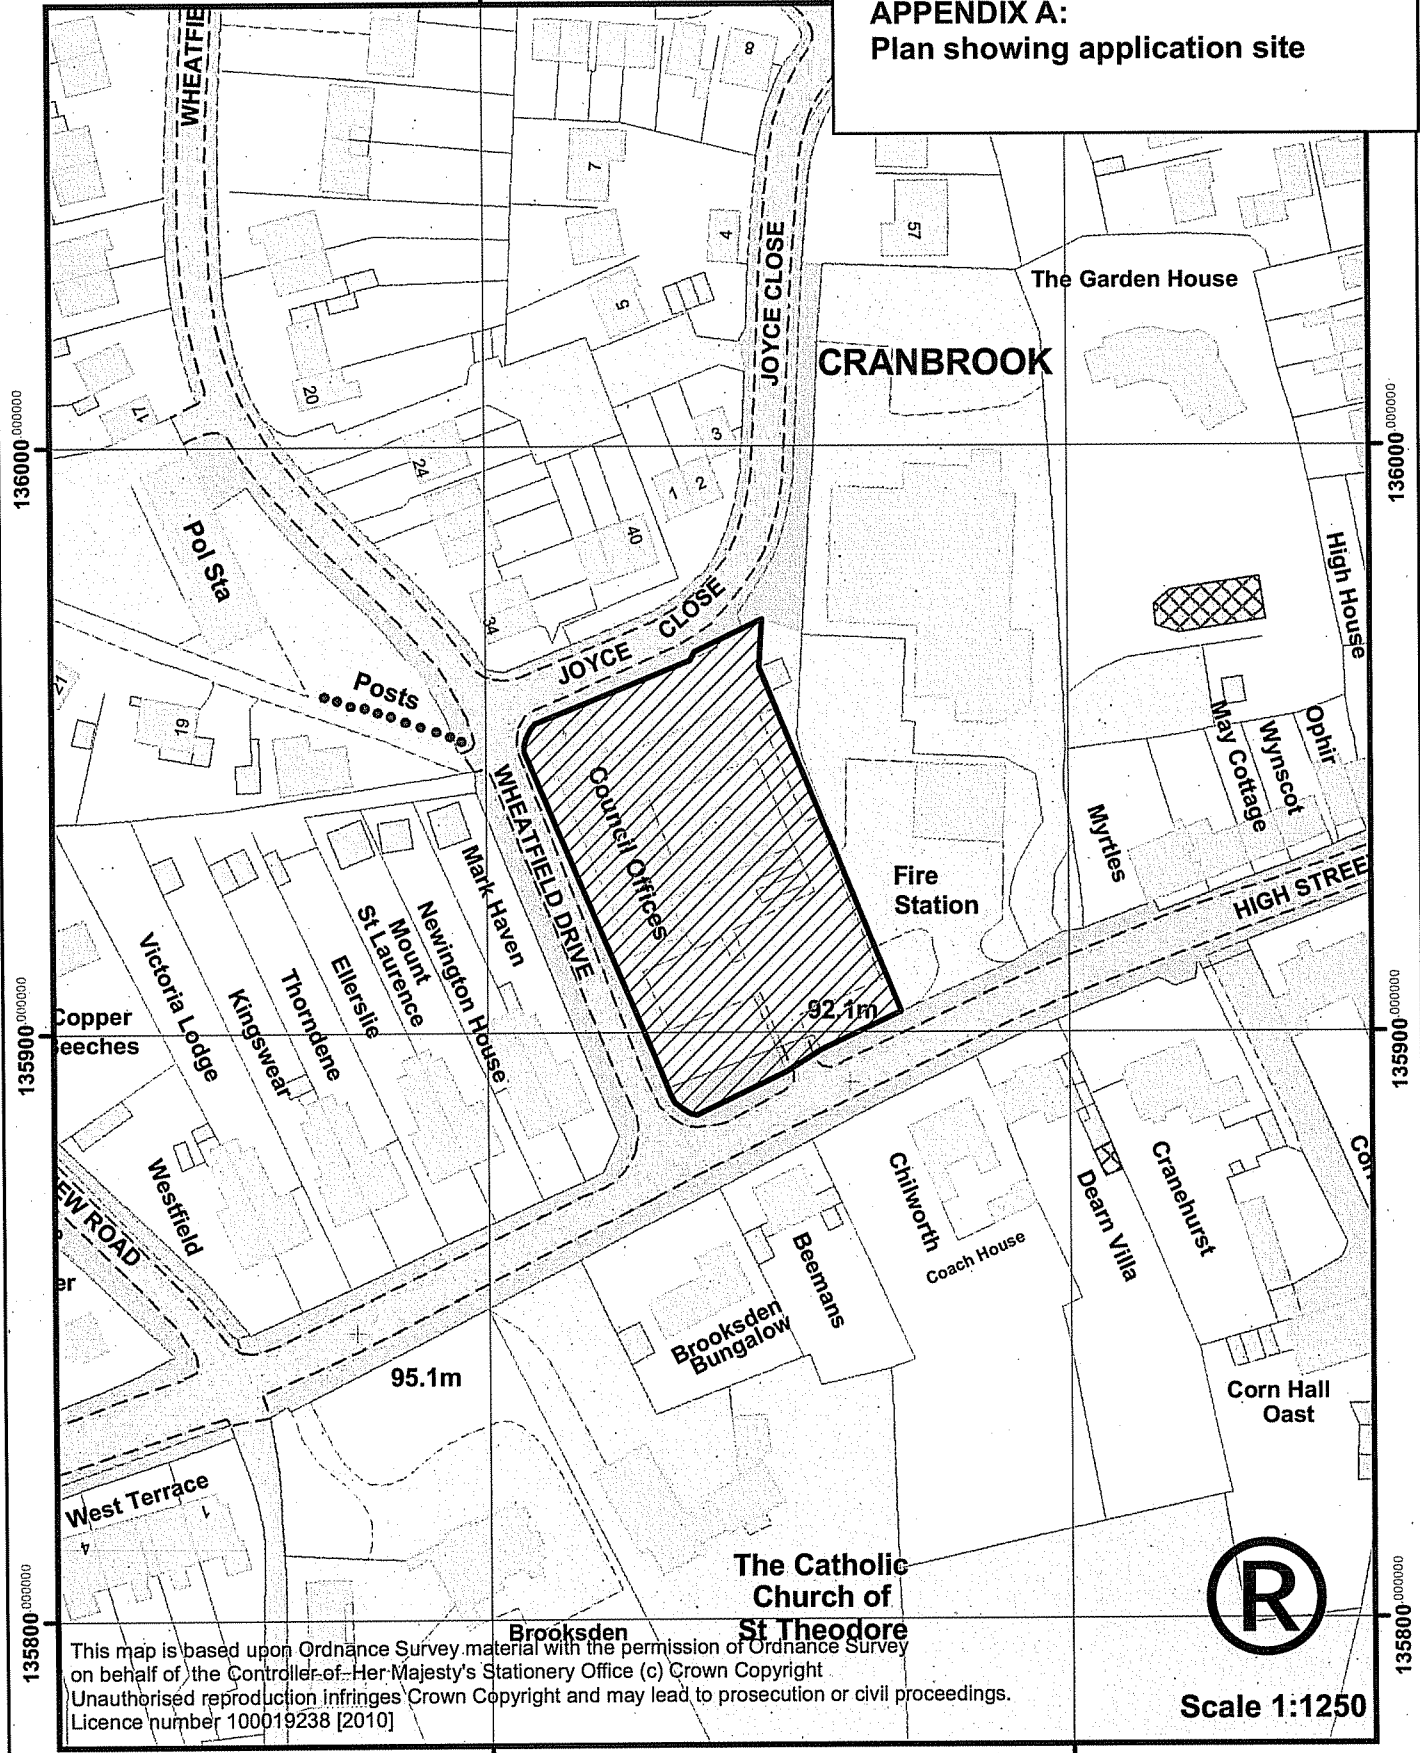 APPENDIX A:
Plan showing application site
WHEATFIE
8
7
4
57
5
JOYCE CLOSE
The Garden House
CRANBROOK
20
17
136000.000000
136000.000000
3
24
1 2
40
Pol Sta
High House
34
JOYCE
CLOSE
Posts
21
19
WHEATFIELD DRIVE
Council Offices
May Cottage
Wynscot
Ophir
Myrtles
Fire
Station
HIGH STREE
Mark Haven
Newington House
Mount
St Laurence
Ellerslie
Thorndene
Kingswear
Victoria Lodge
Copper
Beeches
92.1m
135900.000000
135900.000000
Westfield
EW ROAD
er
Chilworth
Coach House
Dearn Villa
Cranehurst
Cor
Beemans
Brooksden
Bungalow
95.1m
Corn Hall
Oast
West Terrace
1
4
The Catholic
Church of
St Theodore
Brooksden
R
135800.000000
135800.000000
This map is based upon Ordnance Survey material with the permission of Ordnance Survey
on behalf of the Controller of Her Majesty's Stationery Office (c) Crown Copyright
Unauthorised reproduction infringes Crown Copyright and may lead to prosecution or civil proceedings.
Licence number 100019238 [2010]
Scale 1:1250